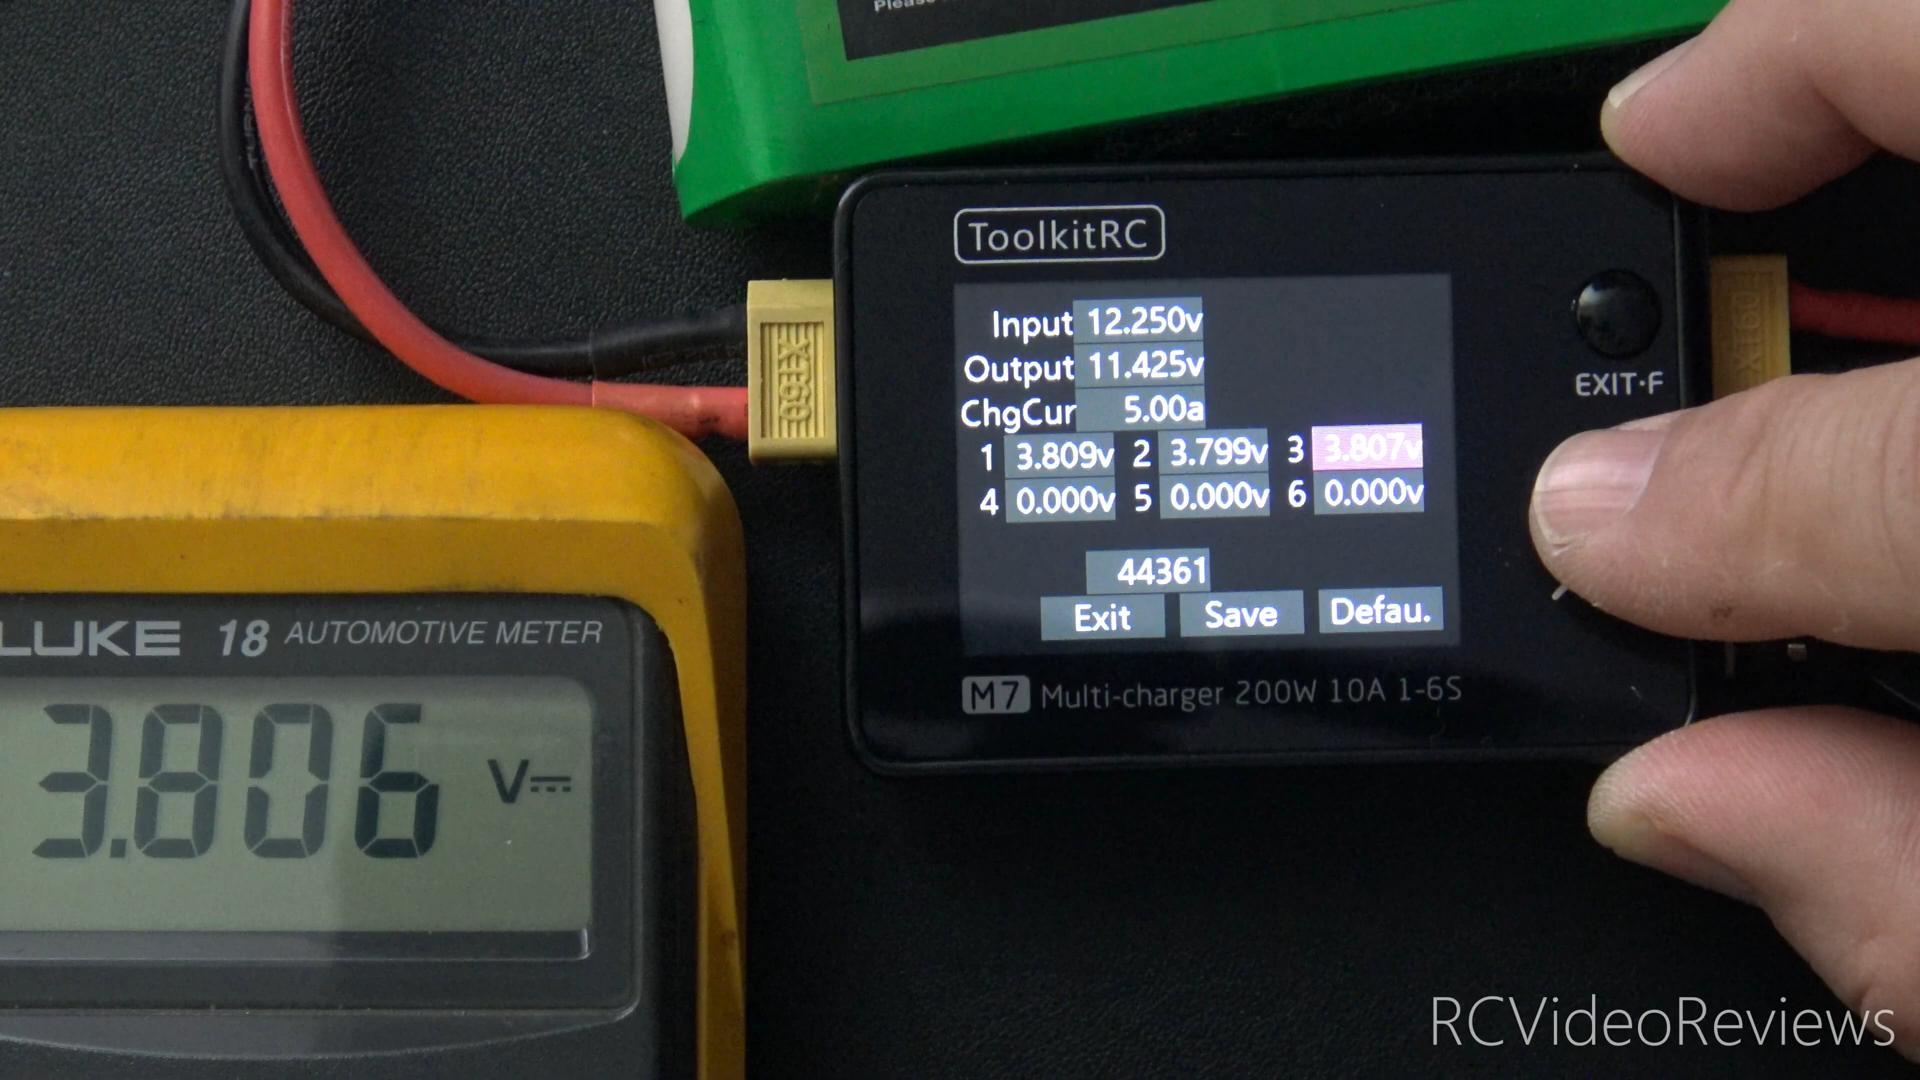 Please
ToolkitRC
Input 12.250v
Output 11.425v
ChgCur 5.00a
1 3.809v 2 3.799v 3 3.807v
4 0.000v 5 0.000v 6 0.000v
44361
Exit Save Defau.
M7 Multi-charger 200W 10A 1-6S
EXIT·F
XT60
XT60
LUKE 18 AUTOMOTIVE METER
3.806 V
RCVideoReviews